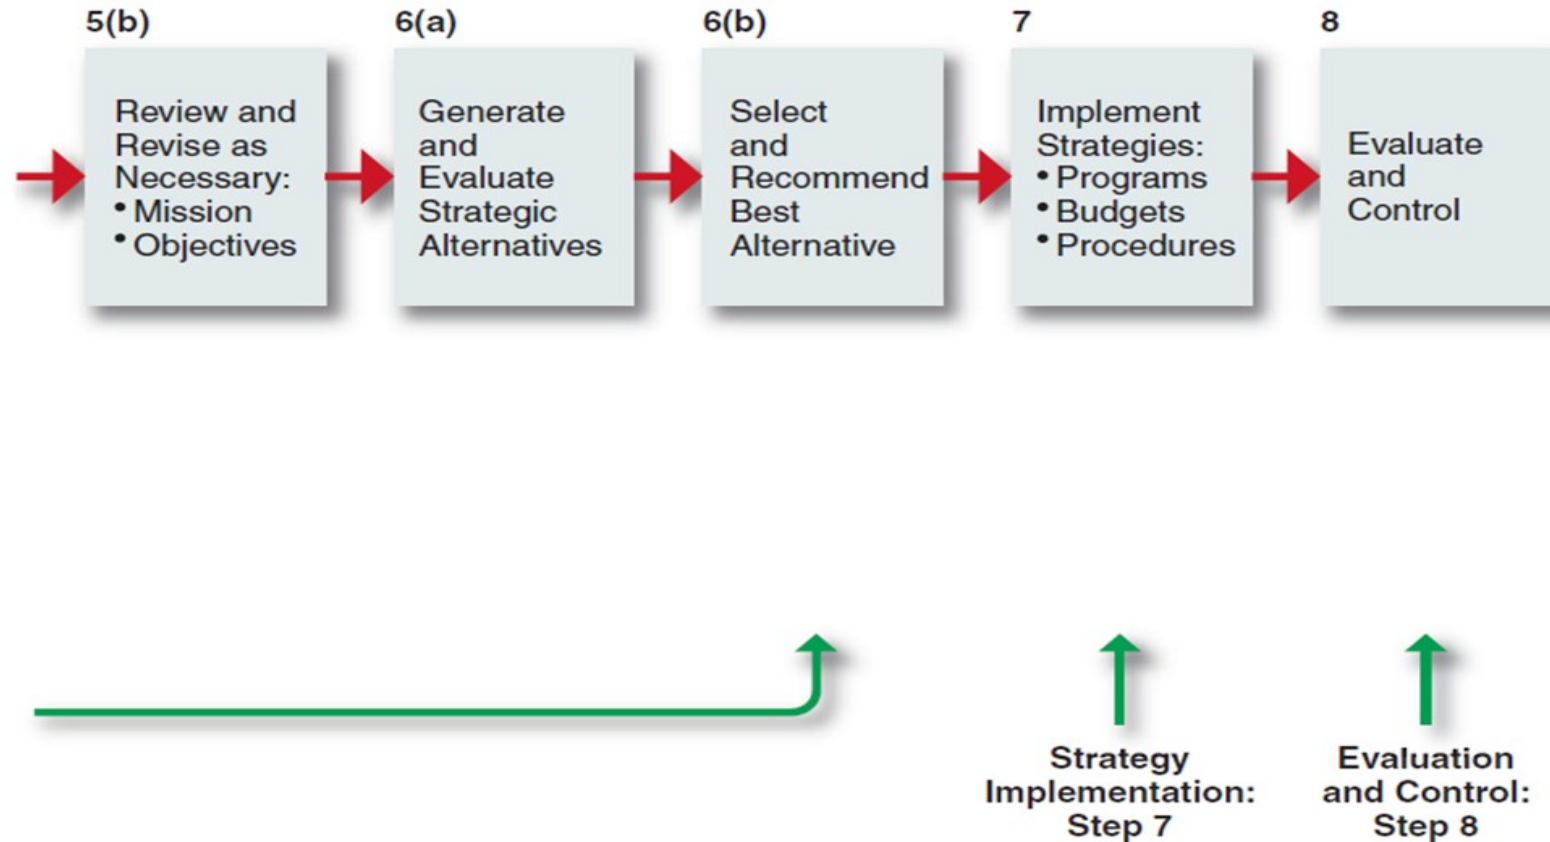 5(b)
Review and
Revise as
Necessary:
• Mission
• Objectives
6(a)
Generate
and
Evaluate
Strategic
Alternatives
6(b)
Select
and
Recommend
Best
Alternative
7
Implement
Strategies:
• Programs
• Budgets
• Procedures
8
Evaluate
and
Control
Strategy
Implementation:
Step 7
Evaluation
and Control:
Step 8